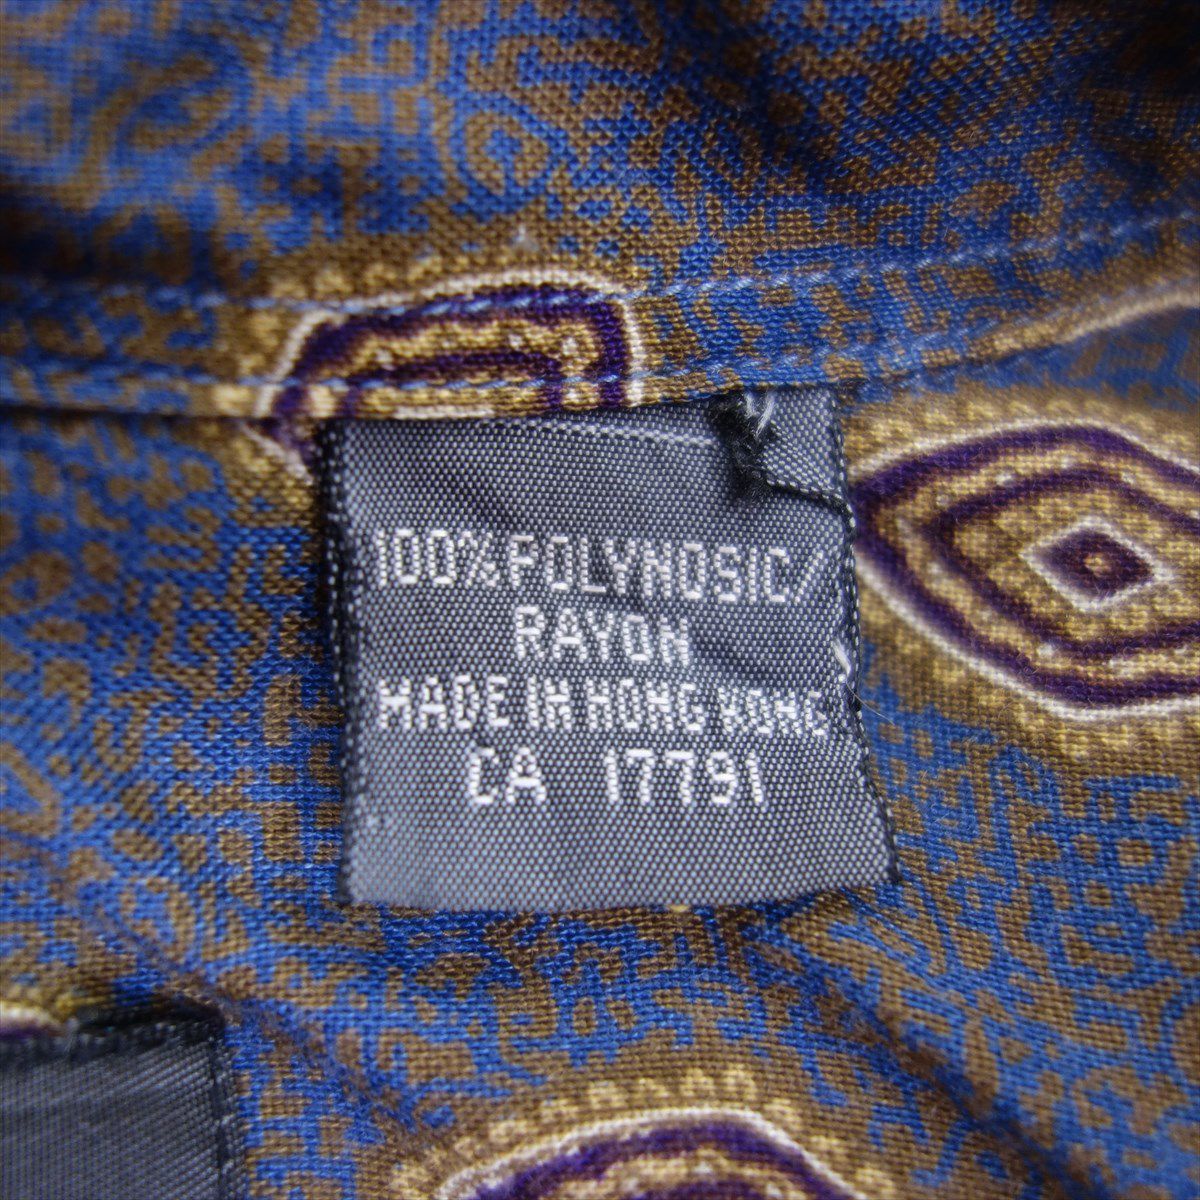 100% POLYNOSIC/
RAYON
MADE IN HONG KONG
CA 17791